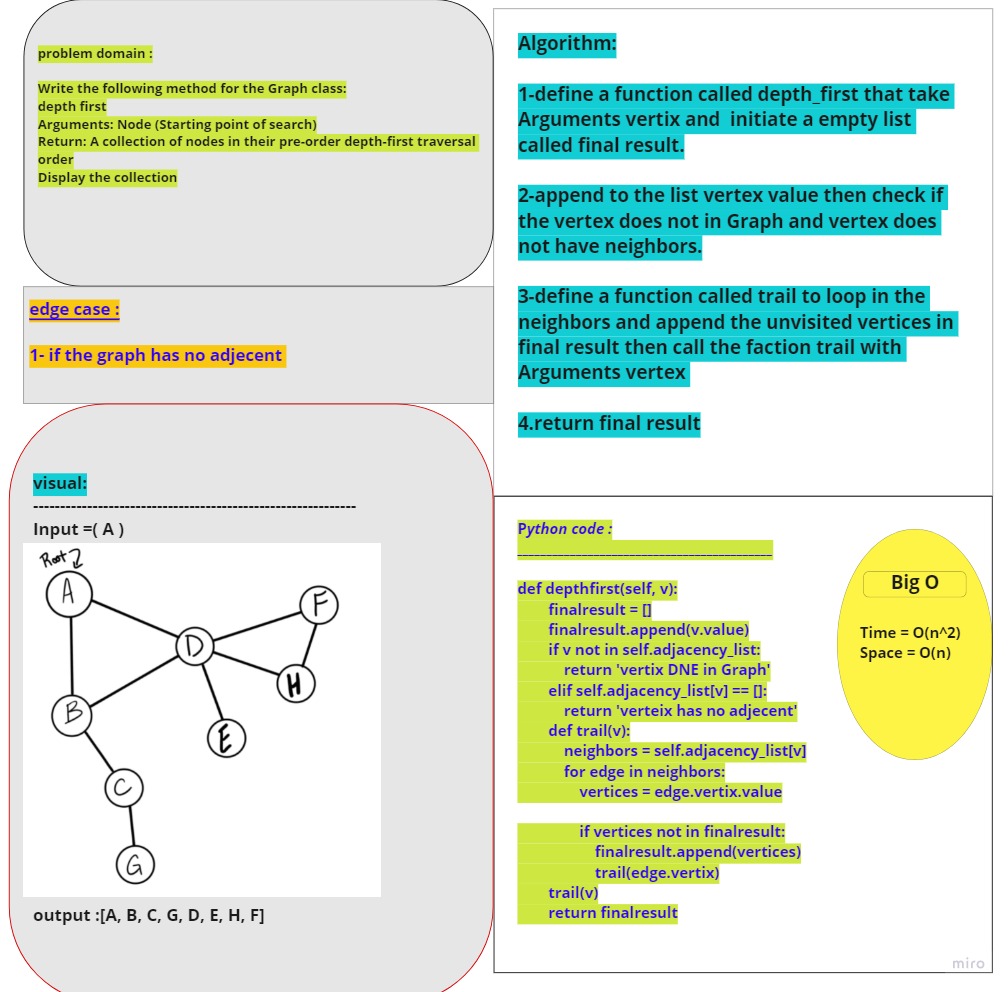 problem domain :
Write the following method for the Graph class:
depth first
Arguments: Node (Starting point of search)
Return: A collection of nodes in their pre-order depth-first traversal
order
Display the collection
edge case :
1- if the graph has no adjecent
visual:
--------------------------------------------------------
Input =( A )
Root
A
F
D
H
B
E
C
G
output :[A, B, C, G, D, E, H, F]
Algorithm:
1-define a function called depth_first that take
Arguments vertix and initiate a empty list
called final result.
2-append to the list vertex value then check if
the vertex does not in Graph and vertex does
not have neighbors.
3-define a function called trail to loop in the
neighbors and append the unvisited vertices in
final result then call the faction trail with
Arguments vertex
4.return final result
Python code :
____________________________________
def depthfirst(self, v):
finalresult = []
finalresult.append(v.value)
if v not in self.adjacency_list:
return 'vertix DNE in Graph'
elif self.adjacency_list[v] == []:
return 'verteix has no adjecent'
def trail(v):
neighbors = self.adjacency_list[v]
for edge in neighbors:
vertices = edge.vertix.value
if vertices not in finalresult:
finalresult.append(vertices)
trail(edge.vertix)
trail(v)
return finalresult
Big O
Time = O(n^2)
Space = O(n)
miro